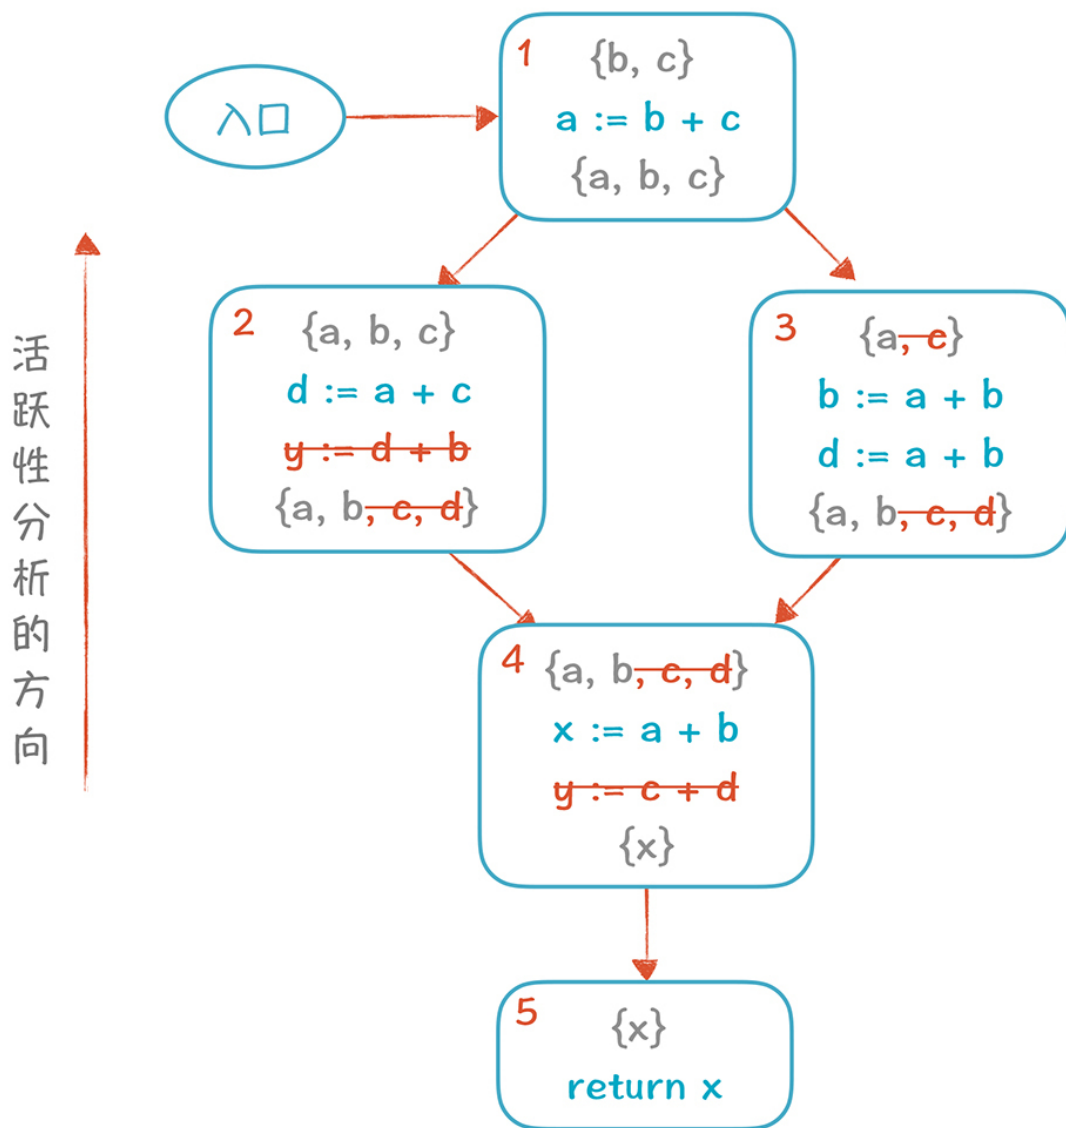 入口
1
{b, c}
a := b + c
{a, b, c}
活跃性分析的方向
2
{a, b, c}
d := a + c
y := d + b
{a, b, c, d}
3
{a, c}
b := a + b
d := a + b
{a, b, c, d}
4
{a, b, c, d}
x := a + b
y := c + d
{x}
5
{x}
return x